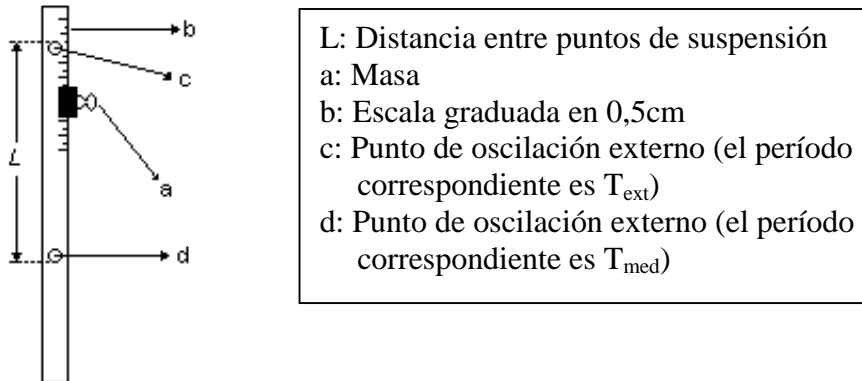 b
c
L
a
d
L: Distancia entre puntos de suspensión
a: Masa
b: Escala graduada en 0,5cm
c: Punto de oscilación externo (el período
correspondiente es Text)
d: Punto de oscilación externo (el período
correspondiente es Tmed)